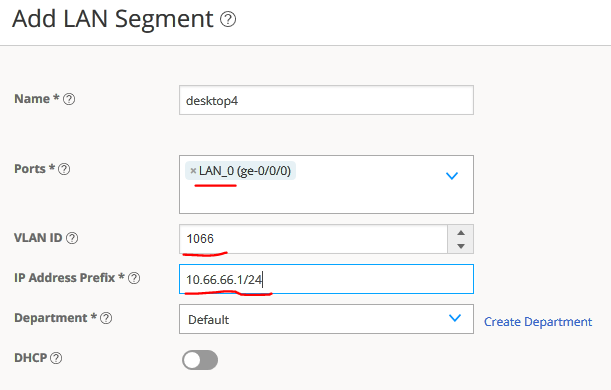 Add LAN Segment ?
Name * ? desktop4
Ports * ? × LAN_0 (ge-0/0/0)
VLAN ID ? 1066
IP Address Prefix * ? 10.66.66.1/24
Department * ? Default Create Department
DHCP ?